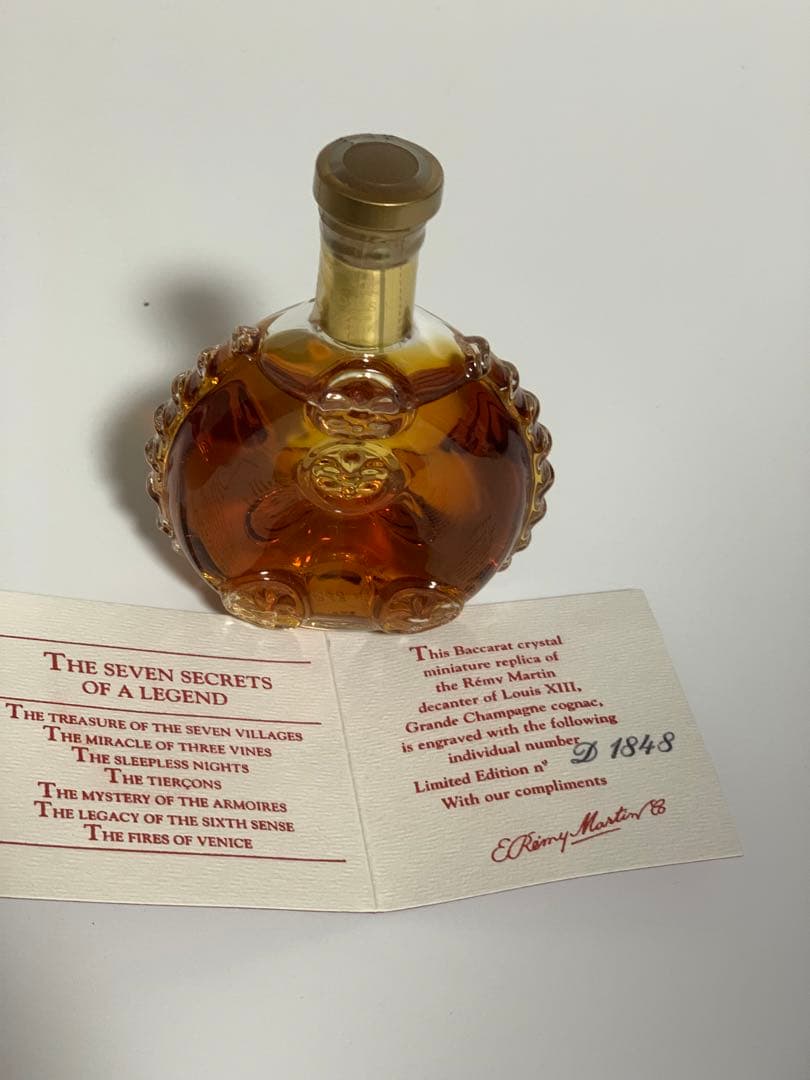 THE SEVEN SECRETS
OF A LEGEND
THE TREASURE OF THE SEVEN VILLAGES
THE MIRACLE OF THREE VINES
THE SLEEPLESS NIGHTS
THE TIERÇONS
THE MYSTERY OF THE ARMOIRES
THE LEGACY OF THE SIXTH SENSE
THE FIRES OF VENICE
This Baccarat crystal
miniature replica of
the Rémy Martin
decanter of Louis XIII,
Grande Champagne cognac,
is engraved with the following
individual number
Limited Edition nº D 1848
With our compliments
E. Rémy Martin & C°